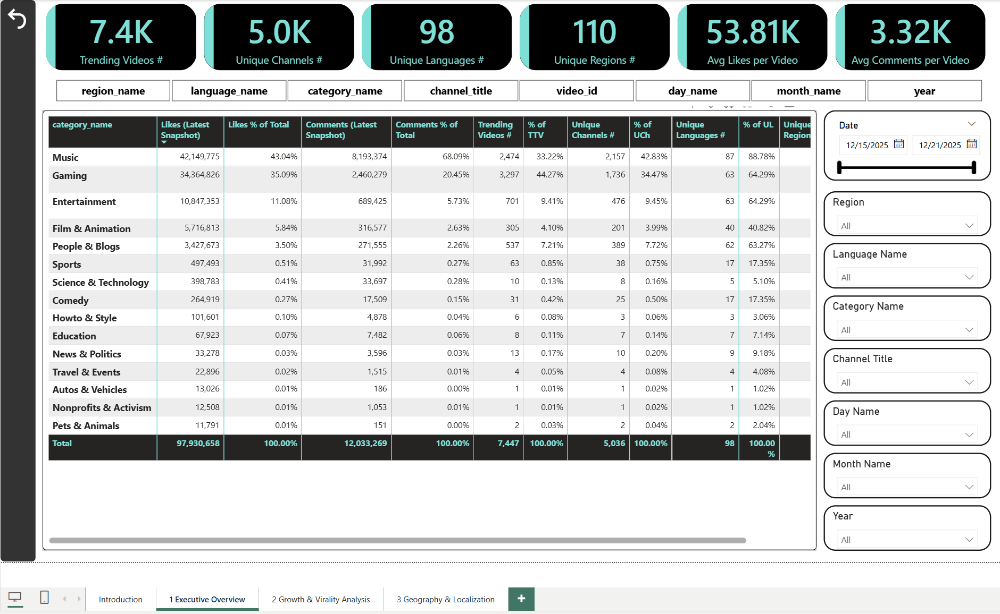 7.4K
Trending Videos #
5.0K
Unique Channels #
98
Unique Languages #
110
Unique Regions #
53.81K
Avg Likes per Video
3.32K
Avg Comments per Video
region_name language_name category_name channel_title video_id day_name month_name year
category_name Likes (Latest Snapshot) Likes % of Total Comments (Latest Snapshot) Comments % of Total Trending Videos # % of TTV Unique Channels # % of UCh Unique Languages # % of UL Unique Region
Music 42,149,775 43.04% 8,193,374 68.09% 2,474 33.22% 2,157 42.83% 87 88.78%
Gaming 34,364,826 35.09% 2,460,279 20.45% 3,297 44.27% 1,736 34.47% 63 64.29%
Entertainment 10,847,353 11.08% 689,425 5.73% 701 9.41% 476 9.45% 63 64.29%
Film & Animation 5,716,813 5.84% 316,577 2.63% 305 4.10% 201 3.99% 40 40.82%
People & Blogs 3,427,673 3.50% 271,555 2.26% 537 7.21% 389 7.72% 62 63.27%
Sports 497,493 0.51% 31,992 0.27% 63 0.85% 38 0.75% 17 17.35%
Science & Technology 398,783 0.41% 33,697 0.28% 10 0.13% 8 0.16% 5 5.10%
Comedy 264,919 0.27% 17,509 0.15% 31 0.42% 25 0.50% 17 17.35%
Howto & Style 101,601 0.10% 4,878 0.04% 6 0.08% 3 0.06% 3 3.06%
Education 67,923 0.07% 7,482 0.06% 8 0.11% 7 0.14% 7 7.14%
News & Politics 33,278 0.03% 3,596 0.03% 13 0.17% 10 0.20% 9 9.18%
Travel & Events 22,896 0.02% 1,515 0.01% 4 0.05% 4 0.08% 4 4.08%
Autos & Vehicles 13,026 0.01% 186 0.00% 1 0.01% 1 0.02% 1 1.02%
Nonprofits & Activism 12,508 0.01% 1,053 0.01% 1 0.01% 1 0.02% 1 1.02%
Pets & Animals 11,791 0.01% 151 0.00% 2 0.03% 2 0.04% 2 2.04%
Total 97,930,658 100.00% 12,033,269 100.00% 7,447 100.00% 5,036 100.00% 98 100.00%
Date
12/15/2025 12/21/2025
Region
All
Language Name
All
Category Name
All
Channel Title
All
Day Name
All
Month Name
All
Year
All
Introduction 1 Executive Overview 2 Growth & Virality Analysis 3 Geography & Localization +